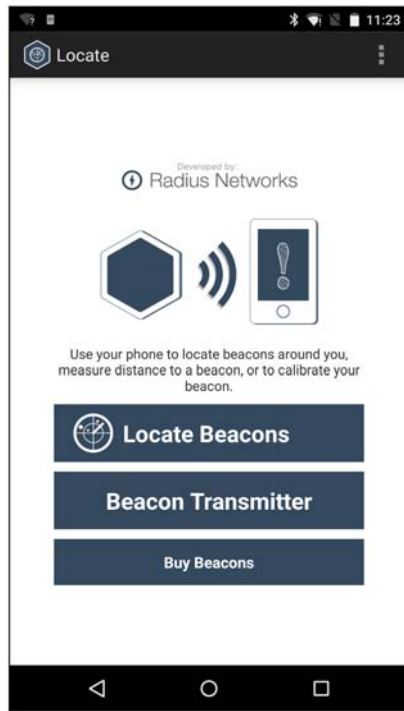 11:23
Locate
Developed by:
Radius Networks
Use your phone to locate beacons around you,
measure distance to a beacon, or to calibrate your
beacon.
Locate Beacons
Beacon Transmitter
Buy Beacons